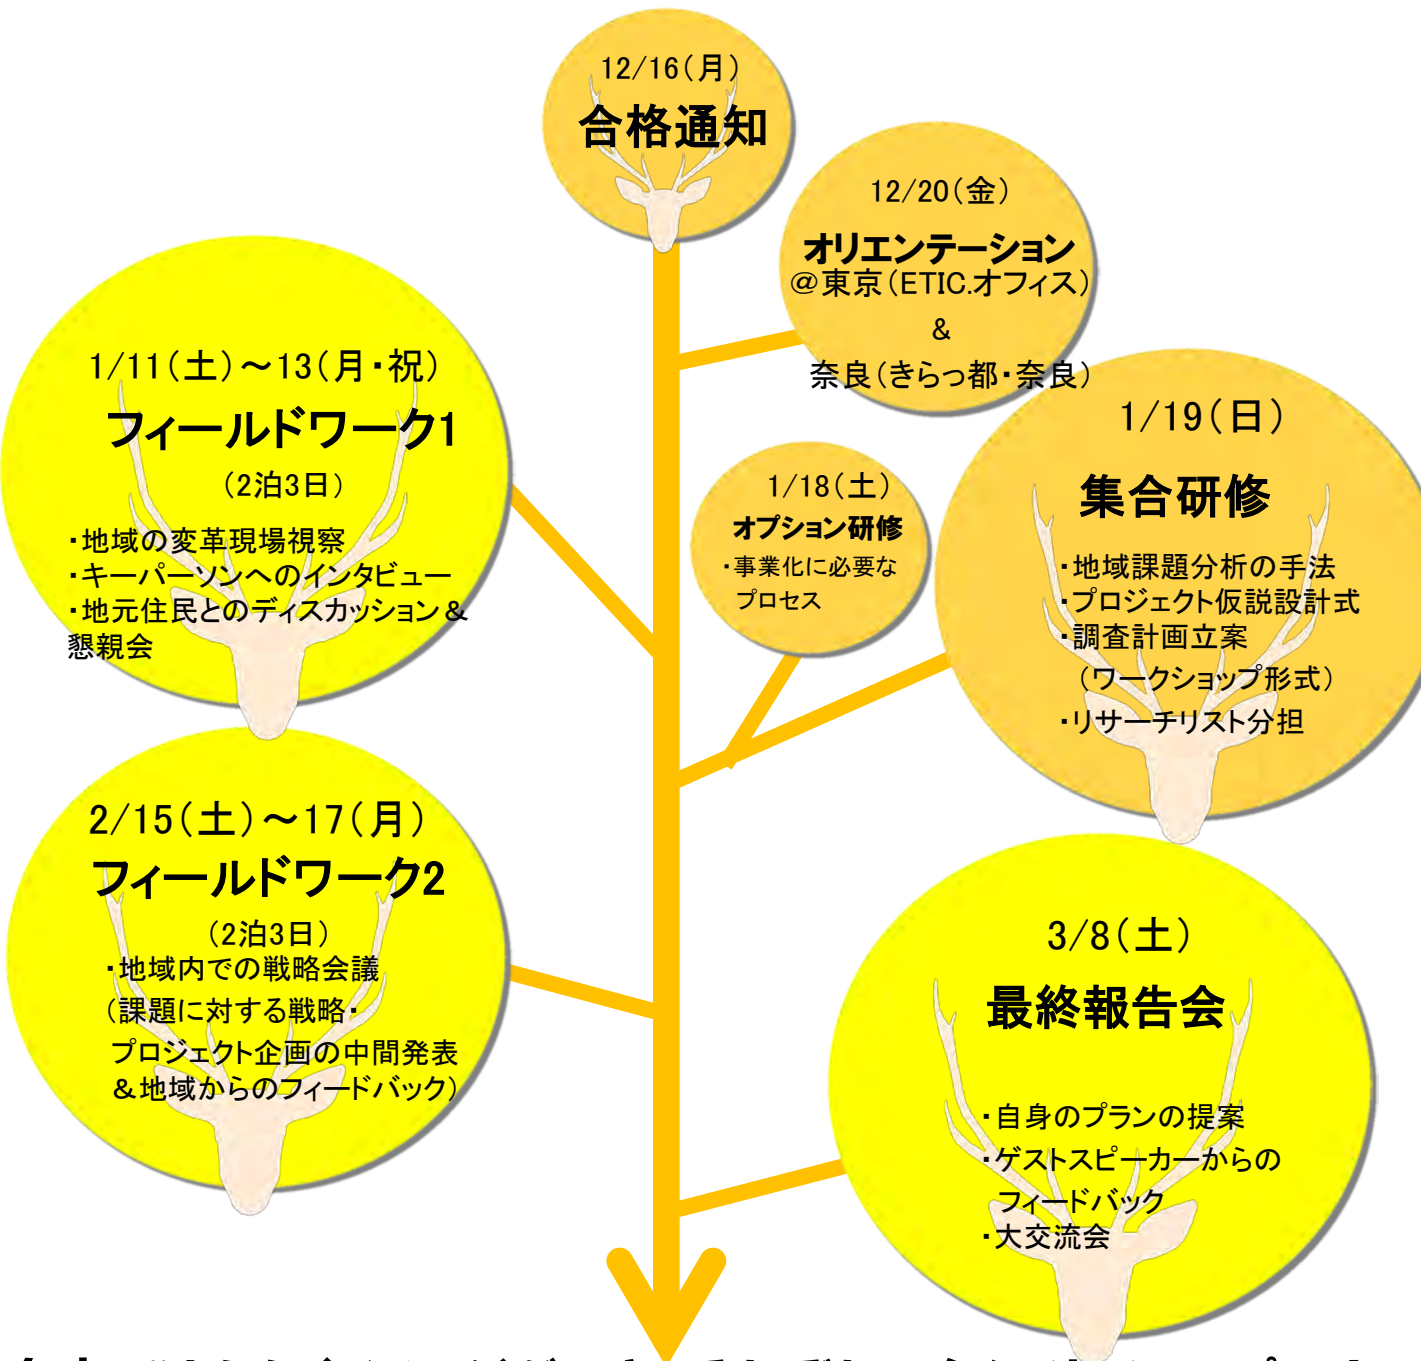 12/16(月)
合格通知
12/20(金)
オリエンテーション
@東京(ETIC.オフィス)
&
奈良(きらっ都・奈良)
1/11(土)～13(月・祝)
フィールドワーク1
(2泊3日)
・地域の変革現場視察
・キーパーソンへのインタビュー
・地元住民とのディスカッション＆
懇親会
1/18(土)
オプション研修
・事業化に必要な
プロセス
1/19(日)
集合研修
・地域課題分析の手法
・プロジェクト仮説設計式
・調査計画立案
(ワークショップ形式)
・リサーチリスト分担
2/15(土)～17(月)
フィールドワーク2
(2泊3日)
・地域内での戦略会議
(課題に対する戦略・
プロジェクト企画の中間発表
＆地域からのフィードバック)
3/8(土)
最終報告会
・自身のプランの提案
・ゲストスピーカーからの
フィードバック
・大交流会